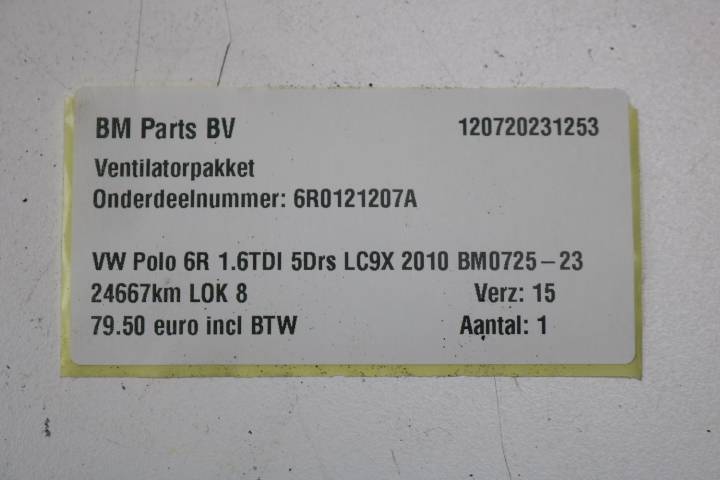 BM Parts BV 120720231253
Ventilatorpakket
Onderdeelnummer: 6R0121207A
VW Polo 6R 1.6TDI 5Drs LC9X 2010 BM0725-23
24667km LOK 8 Verz: 15
79.50 euro incl BTW Aantal: 1